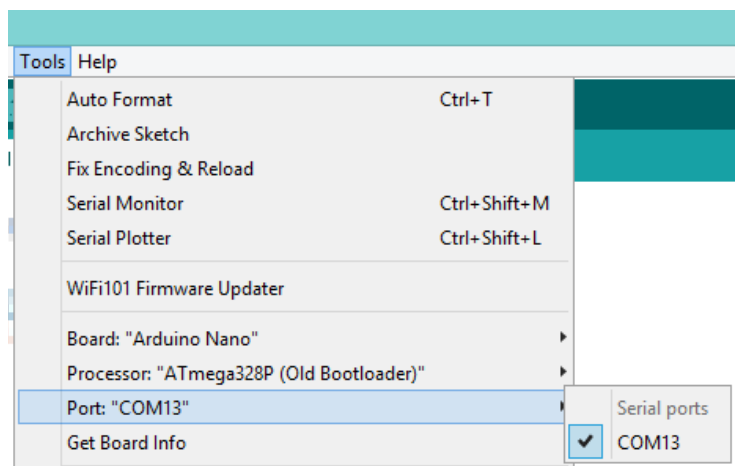 Tools Help
Auto Format Ctrl+T
Archive Sketch
Fix Encoding & Reload
Serial Monitor Ctrl+Shift+M
Serial Plotter Ctrl+Shift+L
WiFi101 Firmware Updater
Board: "Arduino Nano"
Processor: "ATmega328P (Old Bootloader)"
Port: "COM13"
Serial ports
Get Board Info
COM13